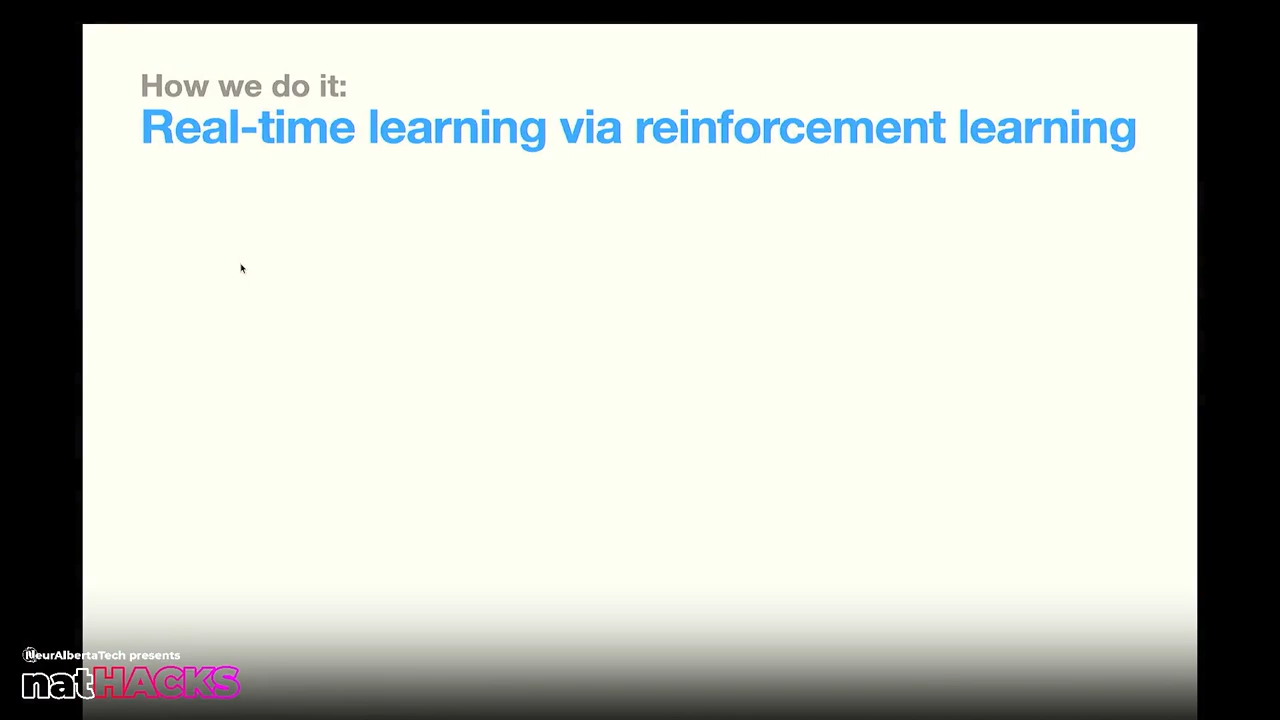 How we do it:
Real-time learning via reinforcement learning
NeurAlbertaTech presents
natHACKS